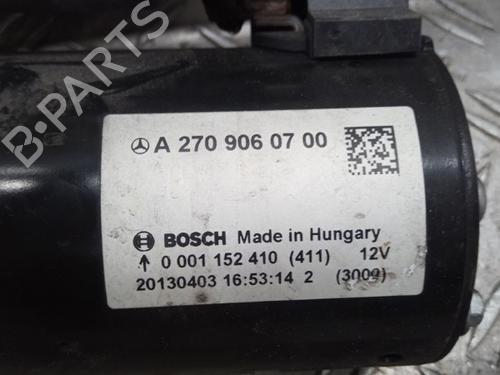 A 270 906 07 00
BOSCH Made in Hungary
0 001 152 410 (411) 12V
20130403 16:53:14 2 (3009)
B-PARTS